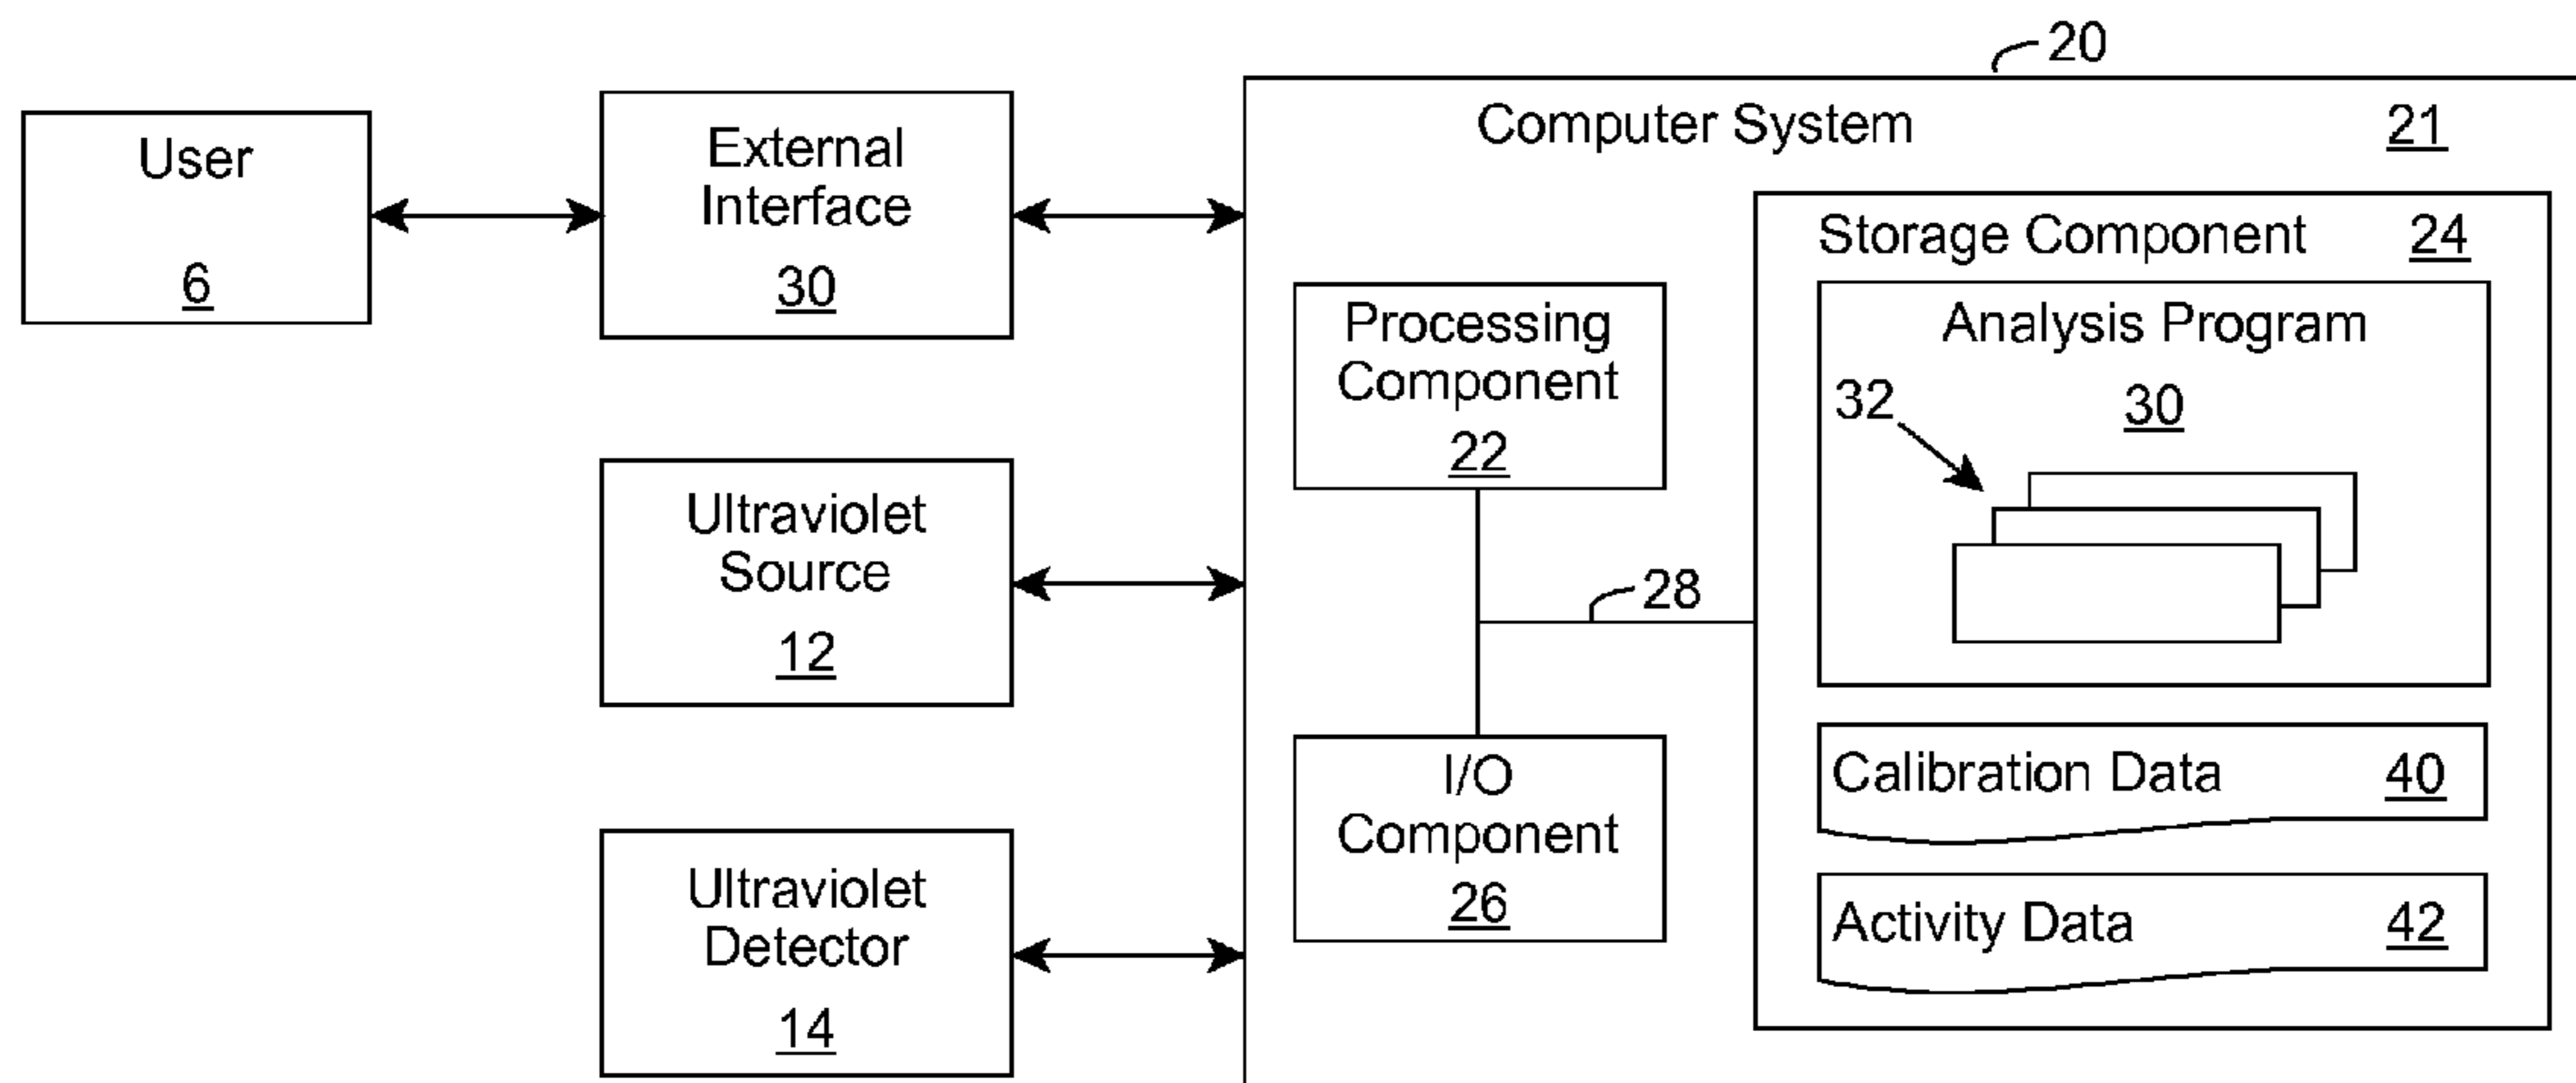 20
User
6
External
Interface
30
Computer System
21
Storage Component
24
Processing
Component
22
Analysis Program
30
32
Ultraviolet
Source
12
28
I/O
Component
26
Calibration Data
40
Activity Data
42
Ultraviolet
Detector
14